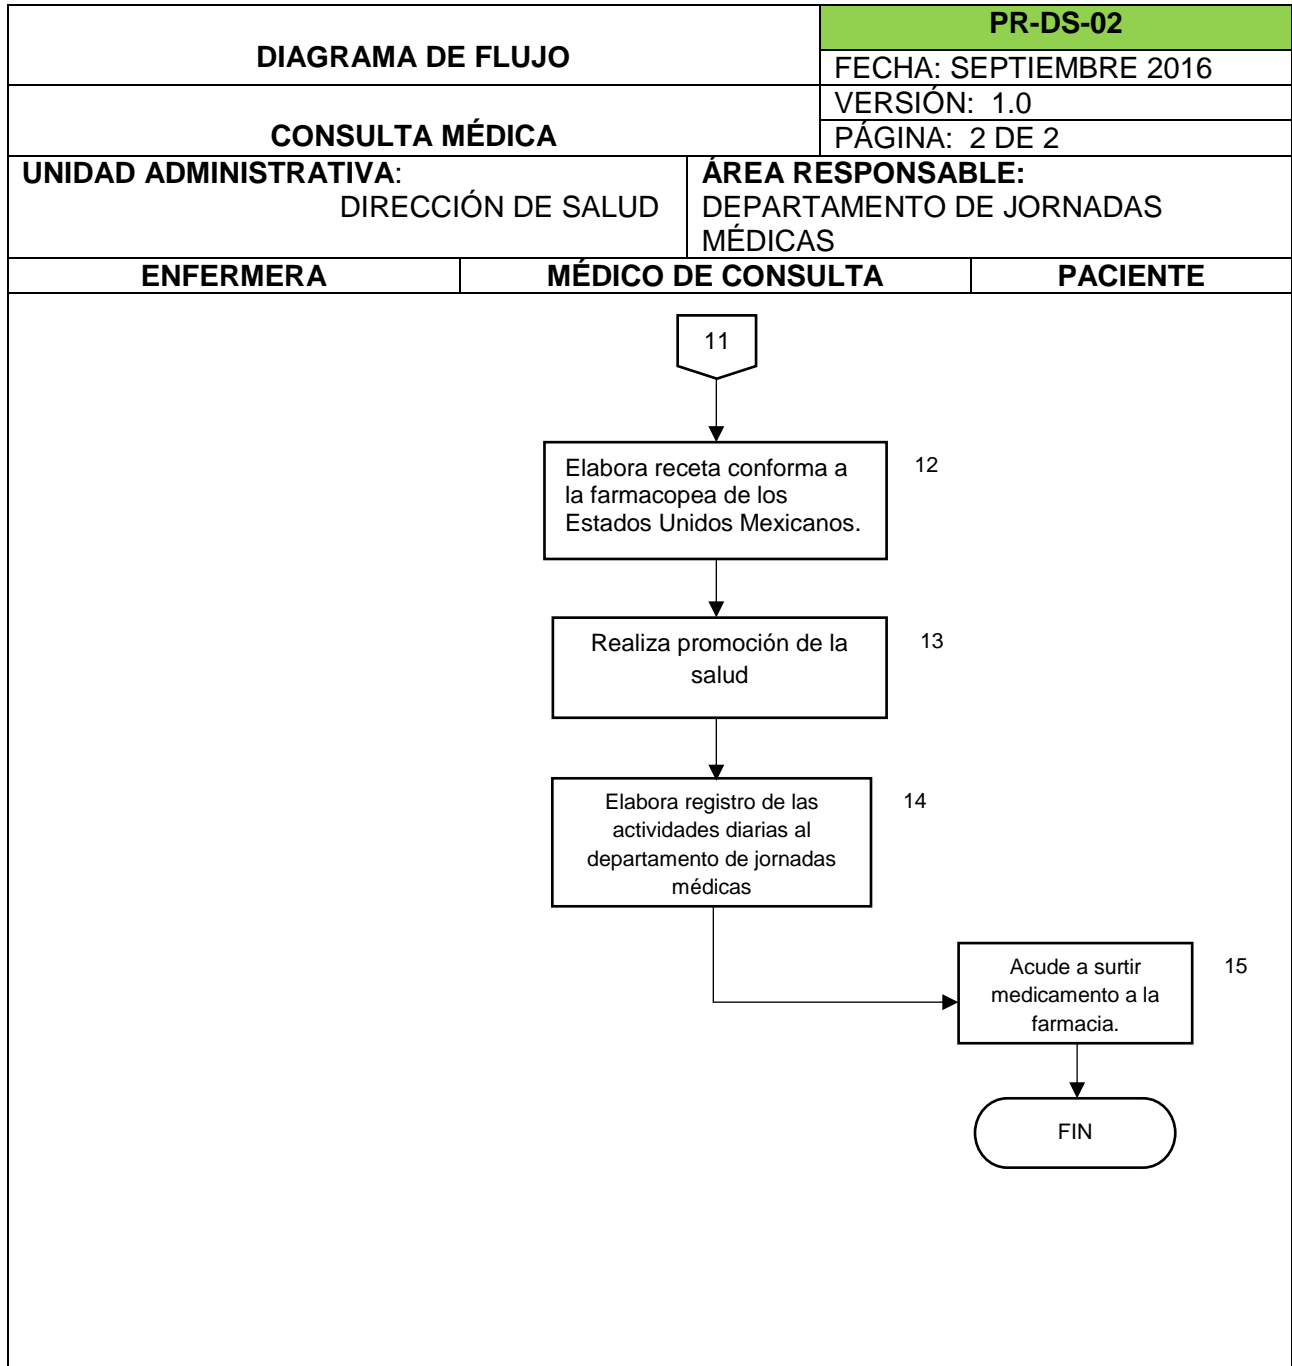 DIAGRAMA DE FLUJO
PR-DS-02
FECHA: SEPTIEMBRE 2016
CONSULTA MÉDICA
VERSIÓN: 1.0
PÁGINA: 2 DE 2
UNIDAD ADMINISTRATIVA:
DIRECCIÓN DE SALUD
ÁREA RESPONSABLE:
DEPARTAMENTO DE JORNADAS
MÉDICAS
ENFERMERA
MÉDICO DE CONSULTA
PACIENTE
11
Elabora receta conforma a
la farmacopea de los
Estados Unidos Mexicanos.
12
Realiza promoción de la
salud
13
Elabora registro de las
actividades diarias al
departamento de jornadas
médicas
14
Acude a surtir
medicamento a la
farmacia.
15
FIN